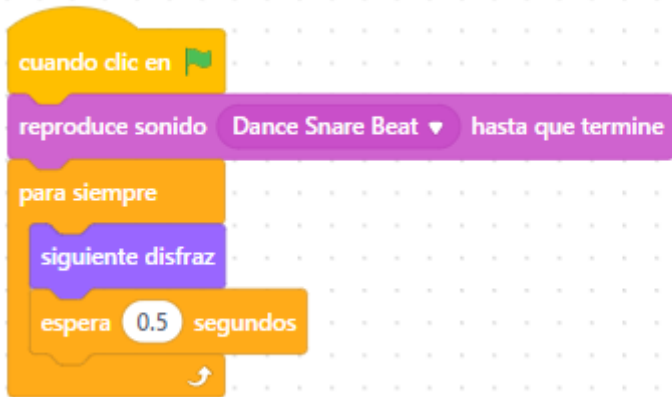 cuando clic en
reproduce sonido Dance Snare Beat hasta que termine
para siempre
siguiente disfraz
espera 0.5 segundos